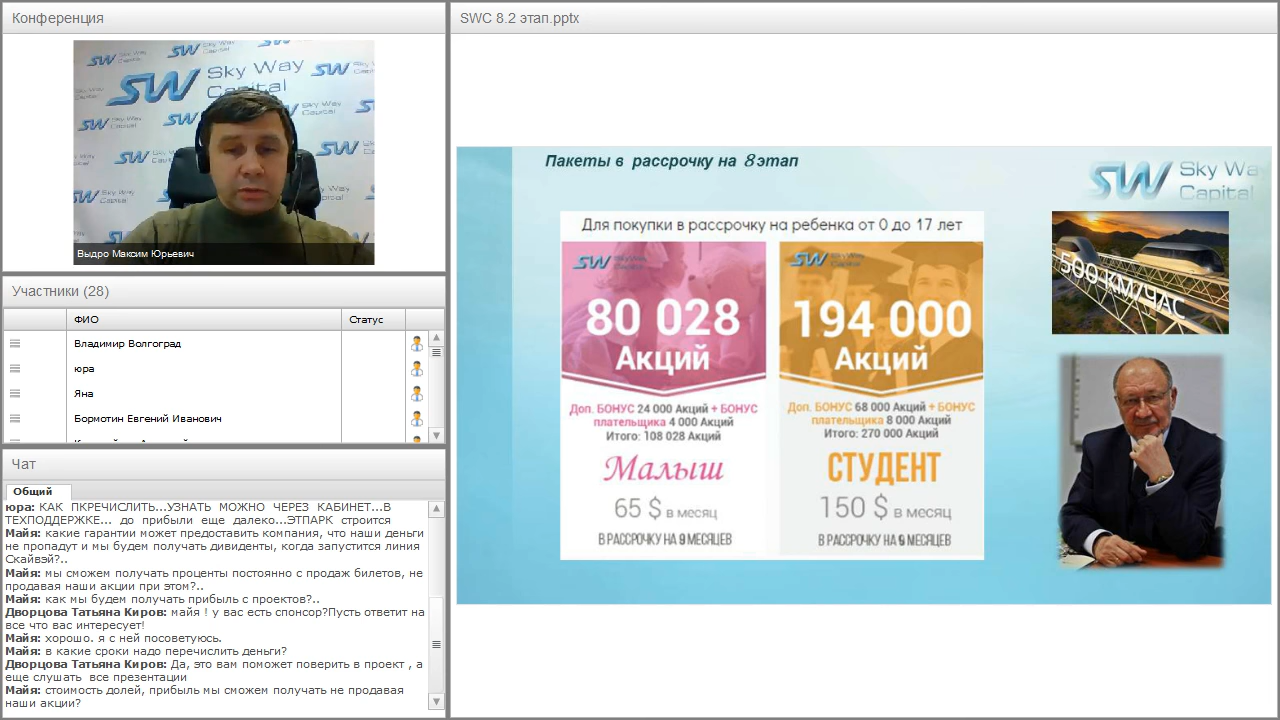 Конференция
SW Sky Way Capital
Выдро Максим Юрьевич
Участники (28)
ФИО Статус
Владимир Волгоград
юра
Яна
Бормотин Евгений Иванович
Чат
Общий
юра: КАК ПКРЕЧИСЛИТЬ...УЗНАТЬ МОЖНО ЧЕРЕЗ КАБИНЕТ...В
ТЕХПОДДЕРЖКЕ... до прибыли еще далеко...ЭТПАРК строится
Майя: какие гарантии может предоставить компания, что наши деньги
не пропадут и мы будем получать дивиденты, когда запустится линия
Скайвэй?..
Майя: мы сможем получать проценты постоянно с продаж билетов, не
продавая наши акции при этом?..
Майя: как мы будем получать прибыль с проектов?..
Дворцова Татьяна Киров: майя ! у вас есть спонсор?Пусть ответит на
все что вас интересует!
Майя: хорошо. я с ней посоветуюсь.
Майя: в какие сроки надо перечислить деньги?
Дворцова Татьяна Киров: Да, это вам поможет поверить в проект , а
еще слушать все презентации
Майя: стоимость долей, прибыль мы сможем получать не продавая
наши акции?
SWC 8.2 этап.pptx
Пакеты в рассрочку на 8 этап
SW Sky Way
Capital
Для покупки в рассрочку на ребенка от 0 до 17 лет
SW SkyWay
Capital
80 028
Акций
Доп. БОНУС 24 000 Акций + БОНУС
плательщика 4 000 Акций
Итого: 108 028 Акций
Малыш
65 $ в месяц
В РАССРОЧКУ НА 9 МЕСЯЦЕВ
SW SkyWay
Capital
194 000
Акций
Доп. БОНУС 68 000 Акций + БОНУС
плательщика 8 000 Акций
Итого: 270 000 Акций
СТУДЕНТ
150 $ в месяц
В РАССРОЧКУ НА 9 МЕСЯЦЕВ
500 КМ/ЧАС